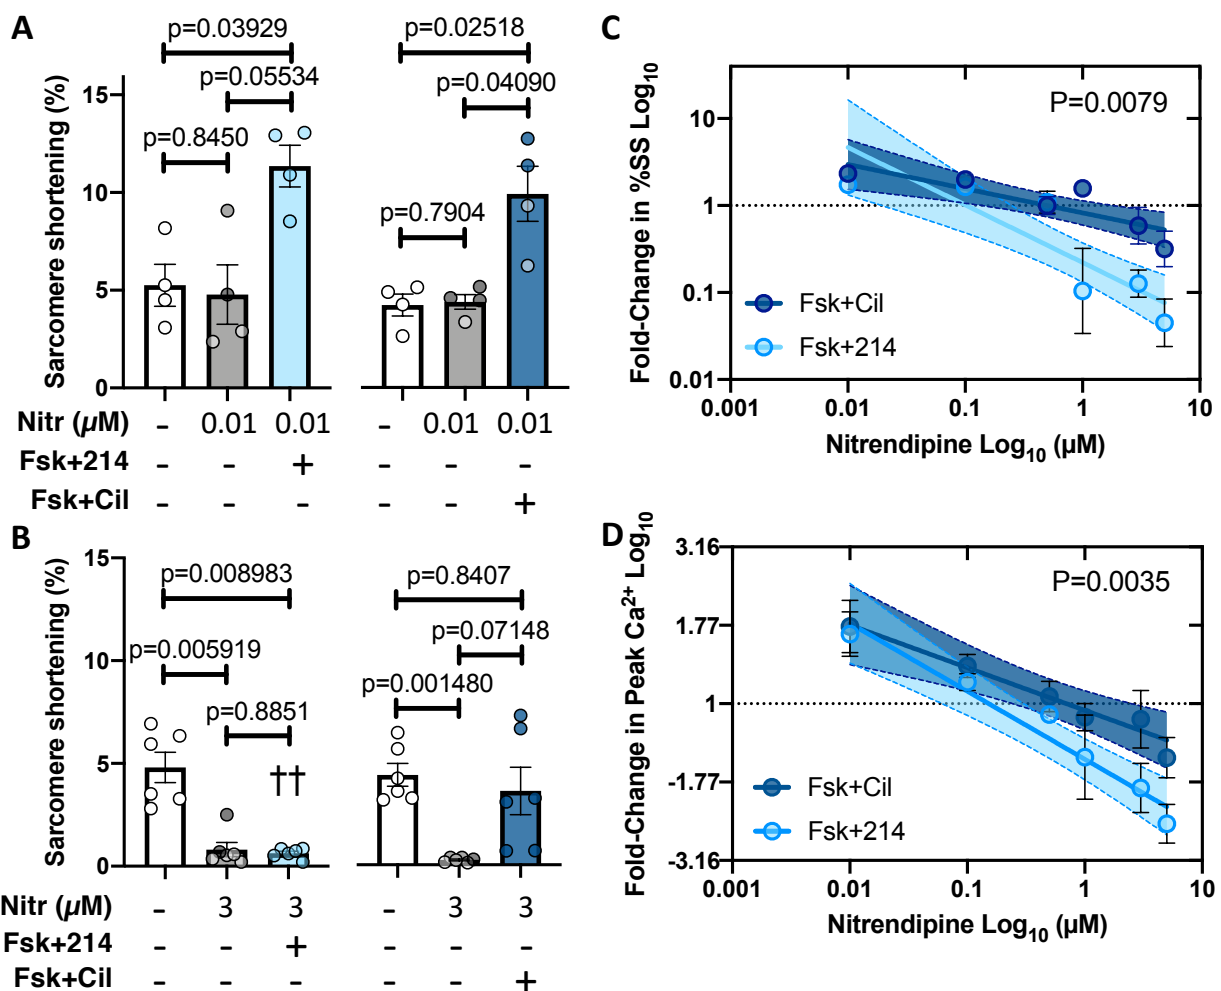 A
p=0.03929
p=0.02518
p=0.05534
p=0.04090
p=0.8450
p=0.7904
Sarcomere shortening (%)
15
10
5
0
Nitr (µM)
- 0.01 0.01
- 0.01 0.01
Fsk+214
- - +
- - -
Fsk+Cil
- - -
- - +
B
p=0.008983
p=0.8407
p=0.005919
p=0.07148
p=0.8851
p=0.001480
††
Sarcomere shortening (%)
15
10
5
0
Nitr (µM)
- 3 3
- 3 3
Fsk+214
- - +
- - -
Fsk+Cil
- - -
- - +
C
P=0.0079
Fold-Change in %SS Log10
10
1
0.1
0.01
Fsk+Cil
Fsk+214
0.001 0.01 0.1 1 10
Nitrendipine Log10 (µM)
D
P=0.0035
Fold-Change in Peak Ca2+ Log10
3.16
1.77
1
-1.77
-3.16
Fsk+Cil
Fsk+214
0.001 0.01 0.1 1 10
Nitrendipine Log10 (µM)